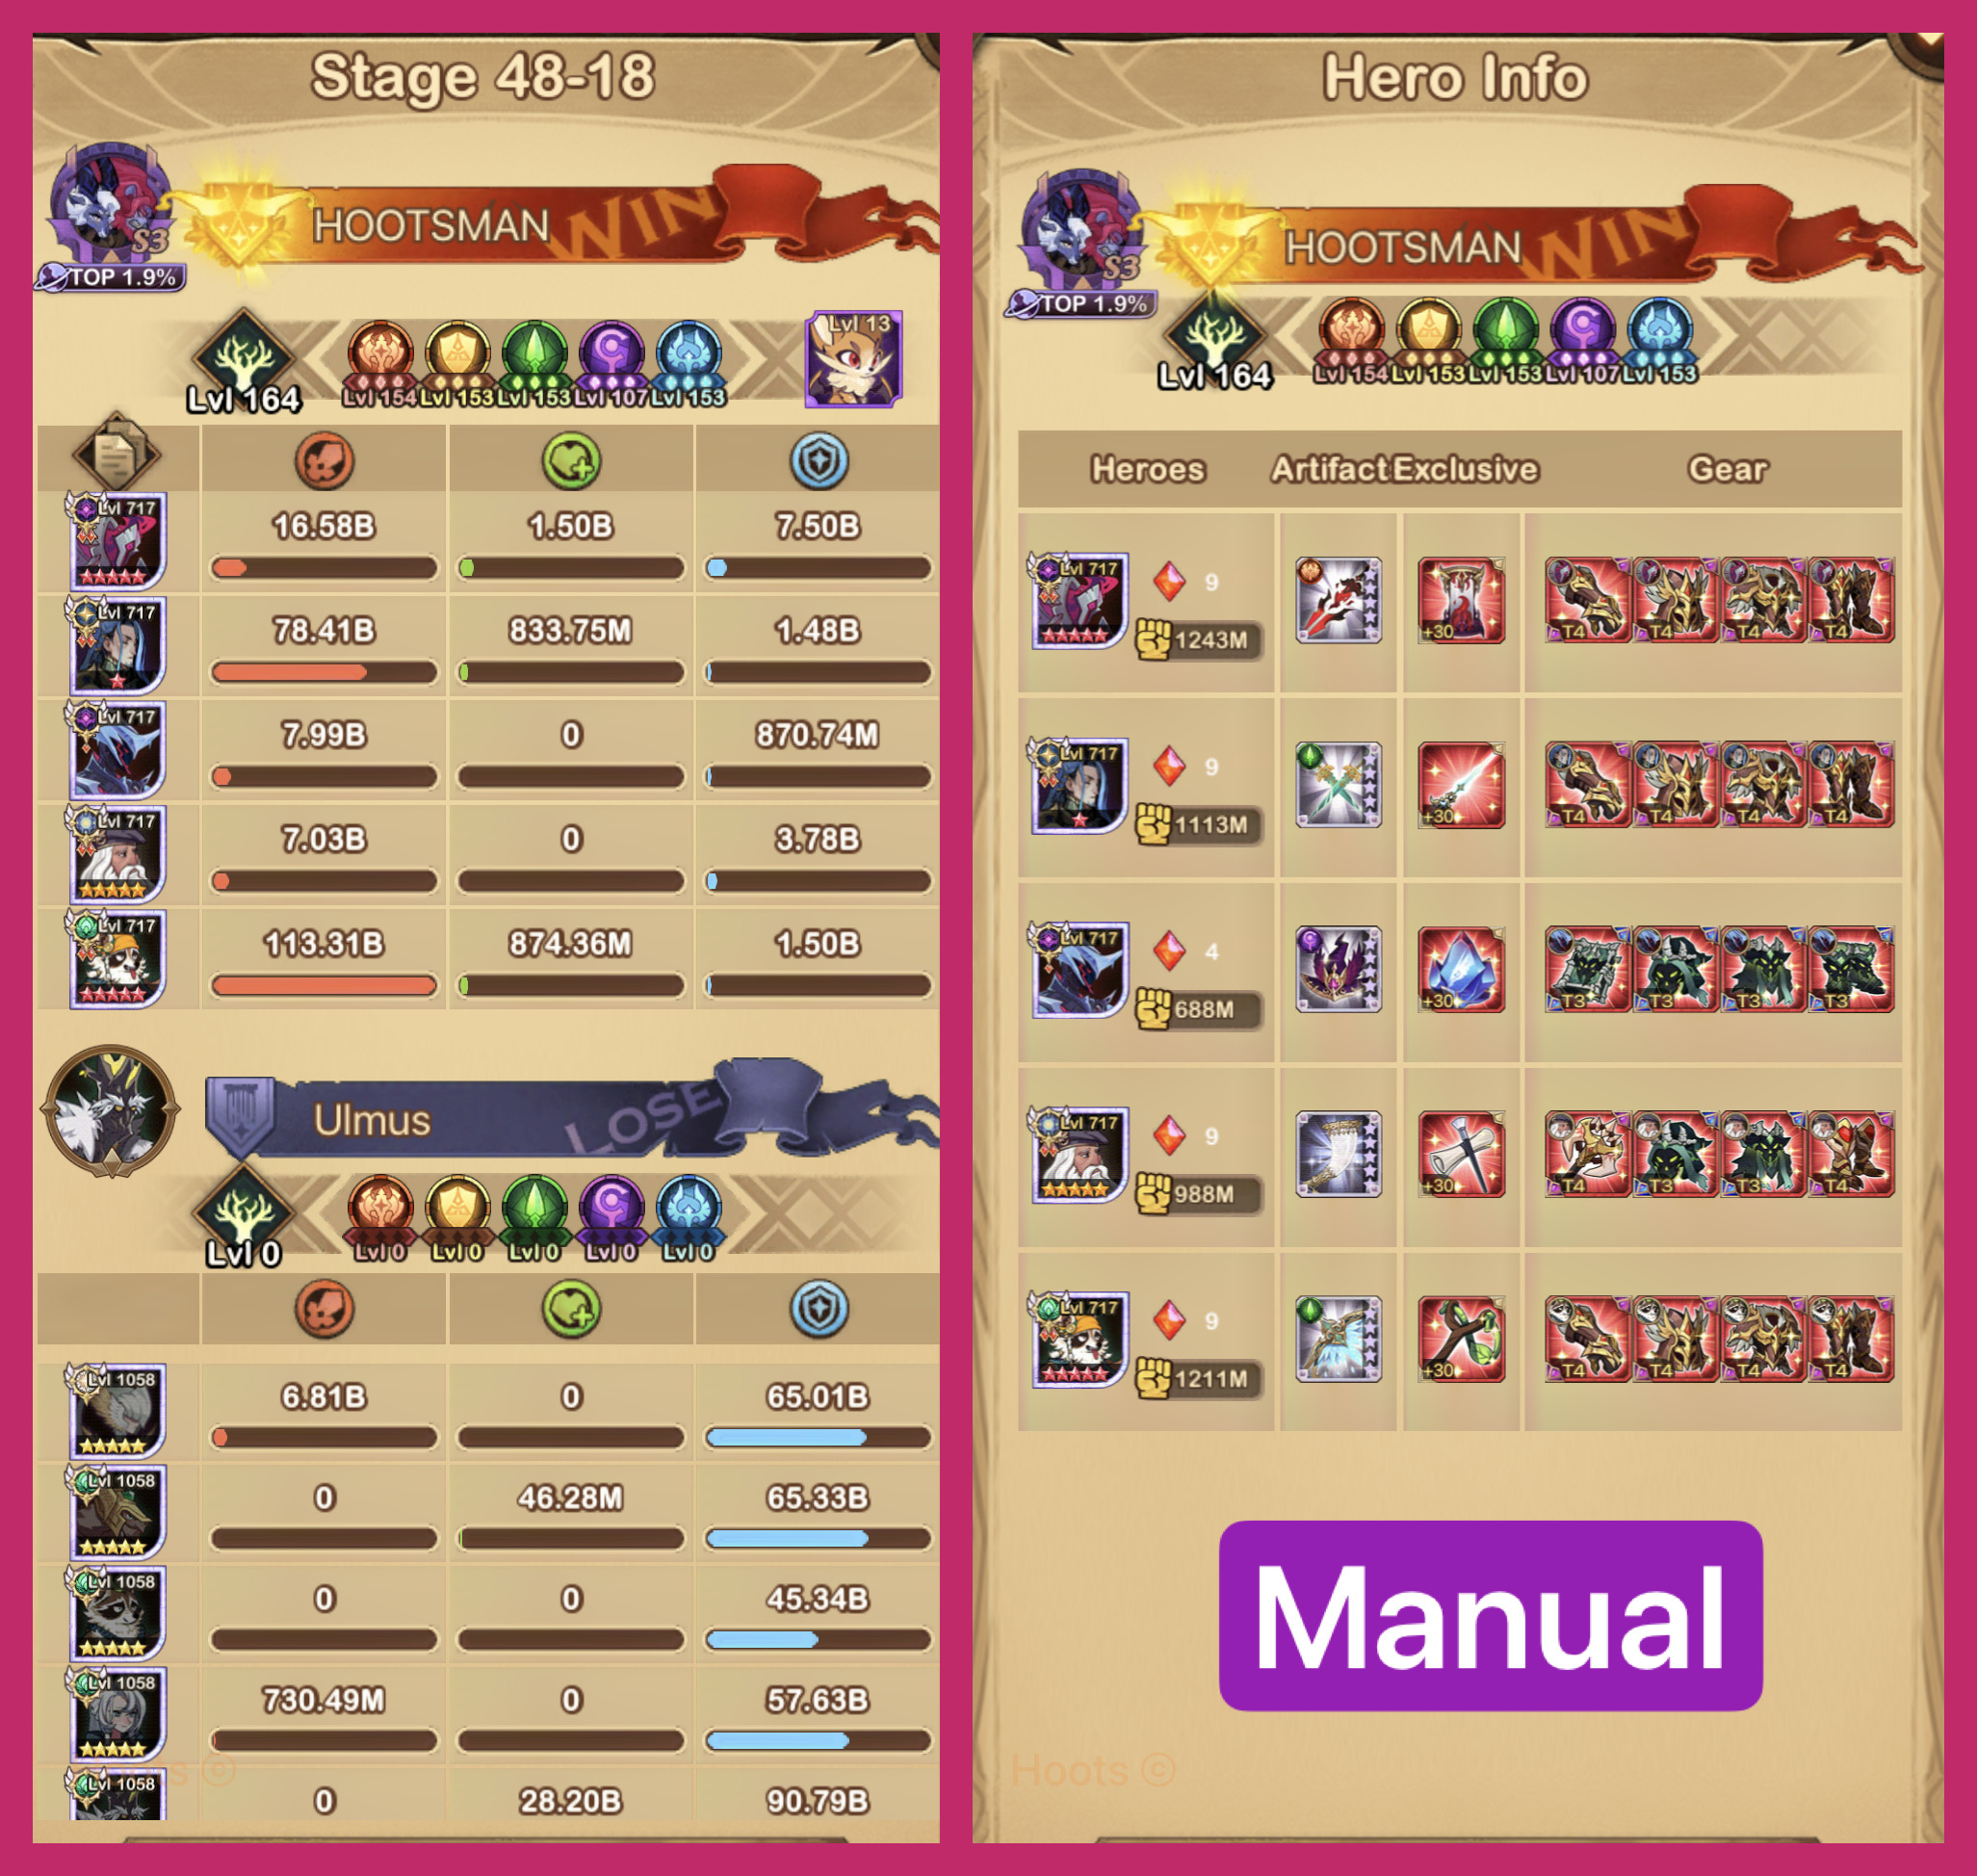 Stage 48-18
HOOTSMAN
WIN
S3
TOP 1.9%
Lvl 164
Lvl 154 Lvl 153 Lvl 153 Lvl 107 Lvl 153
Lvl 13
Lvl 717
16.58B 1.50B 7.50B
Lvl 717
78.41B 833.75M 1.48B
Lvl 717
7.99B 0 870.74M
Lvl 717
7.03B 0 3.78B
Lvl 717
113.31B 874.36M 1.50B
Ulmus
LOSE
Lvl 0
Lvl 0 Lvl 0 Lvl 0 Lvl 0 Lvl 0
Lvl 1058
6.81B 0 65.01B
Lvl 1058
0 46.28M 65.33B
Lvl 1058
0 0 45.34B
Lvl 1058
730.49M 0 57.63B
Lvl 1058
0 28.20B 90.79B
Hero Info
HOOTSMAN
WIN
S3
TOP 1.9%
Lvl 164
Lvl 154 Lvl 153 Lvl 153 Lvl 107 Lvl 153
Heroes Artifact Exclusive Gear
Lvl 717 9
1243M
+30 T4 T4 T4 T4
Lvl 717 9
1113M
+30 T4 T4 T4 T4
Lvl 717 4
688M
+30 T3 T3 T3 T3
Lvl 717 9
988M
+30 T4 T3 T3 T4
Lvl 717 9
1211M
+30 T4 T4 T4 T4
Manual
Hoots ©